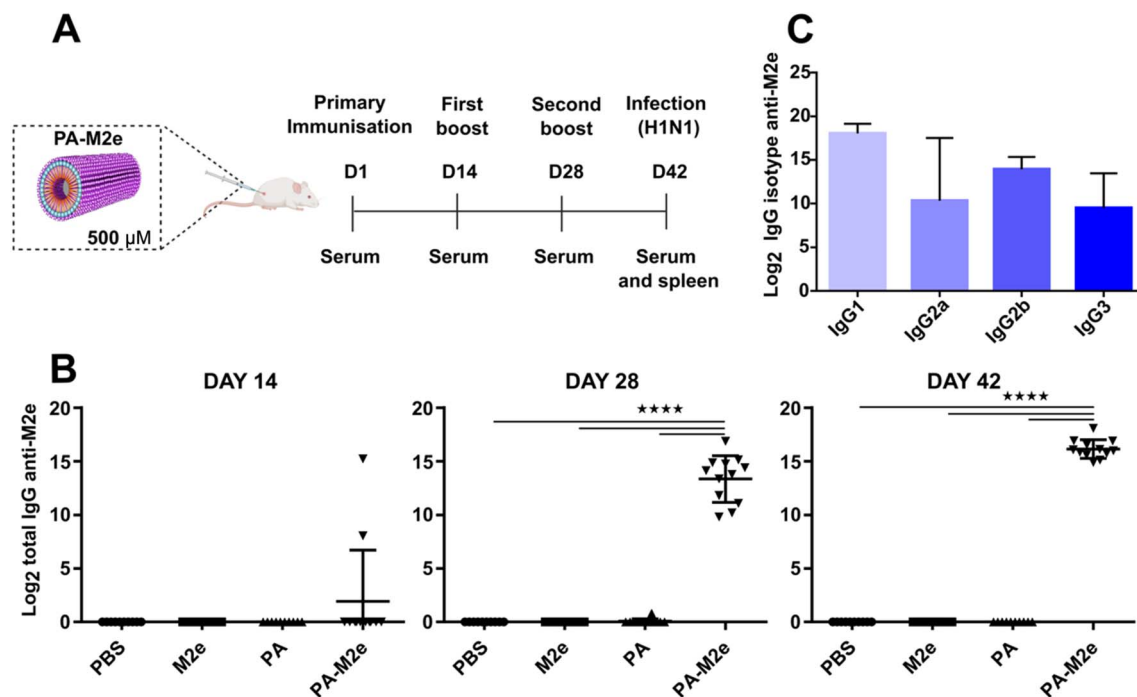 A
PA-M2e
500 µM
Primary Immunisation
First boost
Second boost
Infection (H1N1)
D1 D14 D28 D42
Serum Serum Serum Serum and spleen
C
Log2 IgG isotype anti-M2e
25
20
15
10
5
0
IgG1 IgG2a IgG2b IgG3
B
Log2 total IgG anti-M2e
DAY 14
20
15
10
5
0
PBS M2e PA PA-M2e
DAY 28
★★★★
20
15
10
5
0
PBS M2e PA PA-M2e
DAY 42
★★★★
20
15
10
5
0
PBS M2e PA PA-M2e